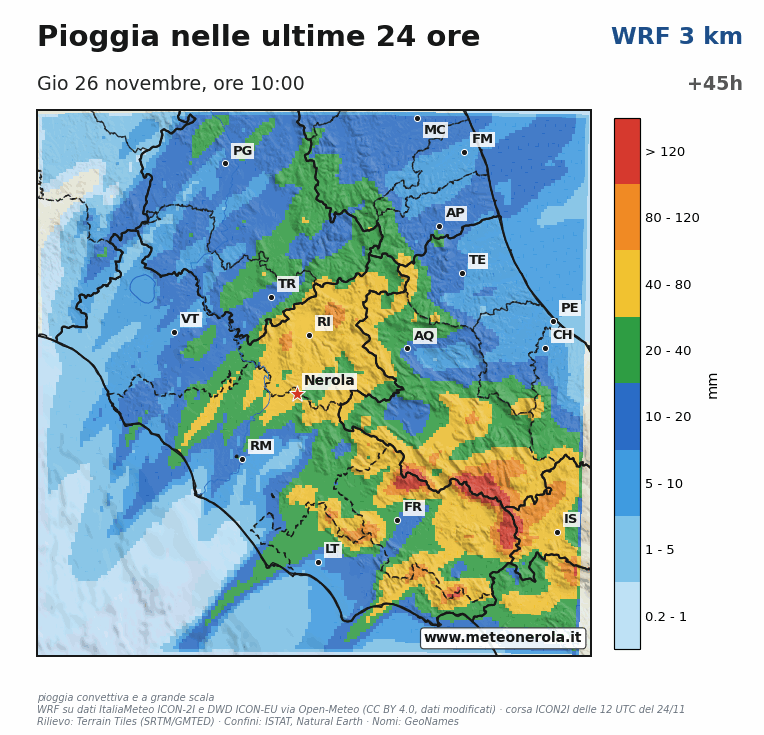 Pioggia nelle ultime 24 ore
WRF 3 km
Gio 26 novembre, ore 10:00
+45h
MC
FM
PG
AP
TE
TR
PE
VT
RI
AQ
CH
Nerola
RM
FR
IS
LT
www.meteonerola.it
> 120
80 - 120
40 - 80
20 - 40
10 - 20
5 - 10
1 - 5
0.2 - 1
mm
pioggia convettiva e a grande scala
WRF su dati ItaliaMeteo ICON-2I e DWD ICON-EU via Open-Meteo (CC BY 4.0, dati modificati) · corsa ICON2I delle 12 UTC del 24/11
Rilievo: Terrain Tiles (SRTM/GMTED) · Confini: ISTAT, Natural Earth · Nomi: GeoNames